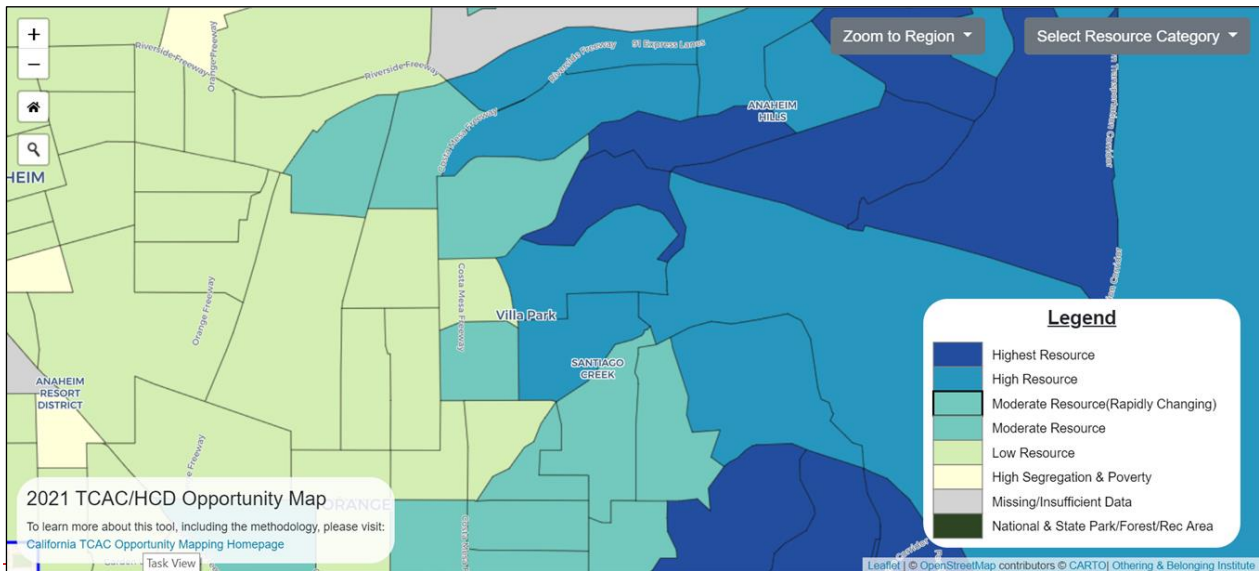 +
−
Zoom to Region
Select Resource Category
Riverside Freeway
Orange Freeway
Riverside Freeway
Riverside Freeway
91 Express Lanes
Costa Mesa Freeway
ANAHEIM
HILLS
HEIM
Orange Freeway
Costa Mesa Freeway
Villa Park
SANTIAGO
CREEK
ANAHEIM
RESORT
DISTRICT
ORANGE
n Transportation Corridor
Corridor
Legend
Highest Resource
High Resource
Moderate Resource(Rapidly Changing)
Moderate Resource
Low Resource
High Segregation & Poverty
Missing/Insufficient Data
National & State Park/Forest/Rec Area
2021 TCAC/HCD Opportunity Map
To learn more about this tool, including the methodology, please visit:
California TCAC Opportunity Mapping Homepage
Task View
Leaflet | © OpenStreetMap contributors © CARTO| Othering & Belonging Institute